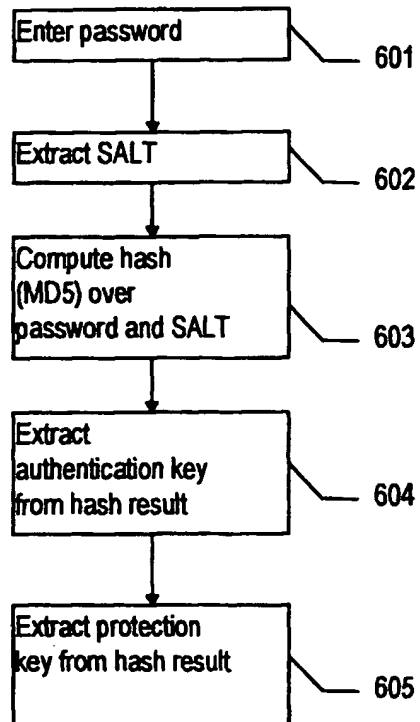 Enter password
601
Extract SALT
602
Compute hash
(MD5) over
password and SALT
603
Extract
authentication key
from hash result
604
Extract protection
key from hash result
605